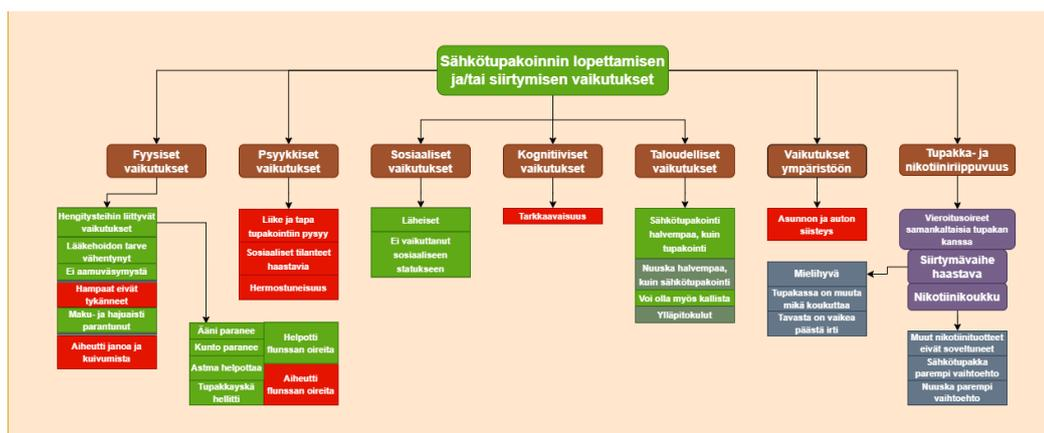 Sähkötupakoinnin lopettamisen
ja/tai siirtymisen vaikutukset
Fyysiset
vaikutukset
Psyykkiset
vaikutukset
Sosiaaliset
vaikutukset
Kognitiiviset
vaikutukset
Taloudelliset
vaikutukset
Vaikutukset
ympäristöön
Tupakka- ja
nikotiiniriippuvuus
Hengitysteihin liittyvät
vaikutukset
Lääkehoidon tarve
vähentynyt
Ei aamuväsymystä
Hampaat eivät
tykänneet
Maku- ja hajuaisti
parantunut
Aiheutti janoa ja
kuivumista
Ääni paranee
Kunto paranee
Astma helpottaa
Tupakkayskä
hellitti
Helpotti
flunssan oireita
Aiheutti
flunssan oireita
Liike ja tapa
tupakointiin pysyy
Sosiaaliset tilanteet
haastavia
Hermostuneisuus
Läheiset
Ei vaikuttanut
sosiaaliseen
statukseen
Tarkkaavaisuus
Sähkötupakointi
halvempaa, kuin
tupakointi
Nuuska halvempaa,
kuin sähkötupakointi
Voi olla myös kallista
Ylläpitokulut
Asunnon ja auton
siisteys
Vieroitusoireet
samankaltaisia tupakan
kanssa
Siirtymävaihe
haastava
Nikotiinikoukku
Mielihyvä
Tupakassa on muuta
mikä koukuttaa
Tavasta on vaikea
päästä irti
Muut nikotiinituotteet
eivät soveltuneet
Sähkötupakka
parempi vaihtoehto
Nuuska parempi
vaihtoehto